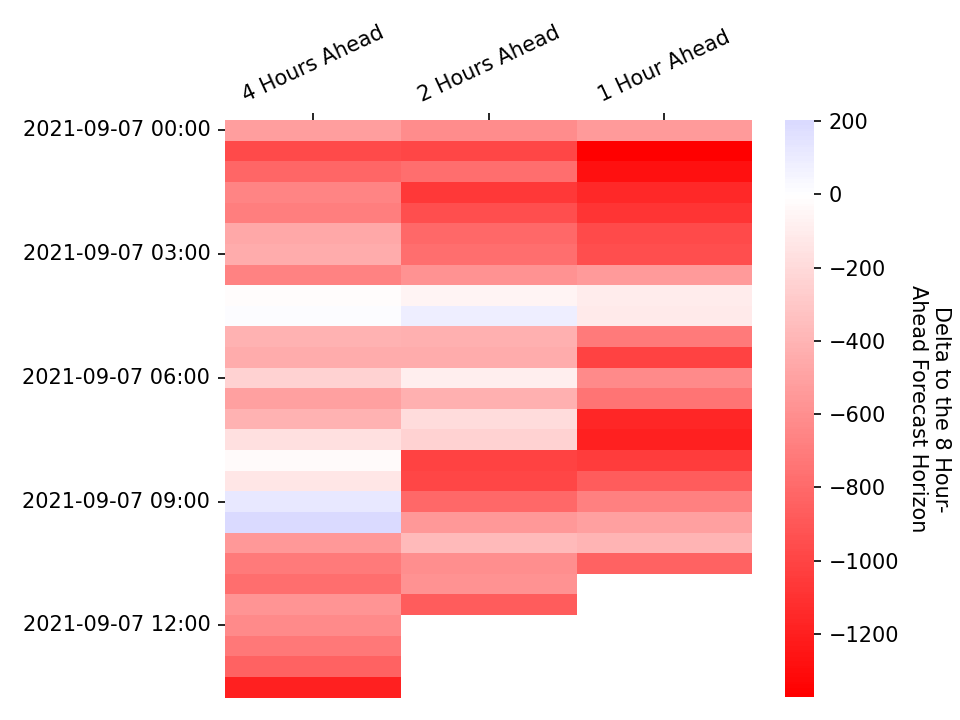 4 Hours Ahead
2 Hours Ahead
1 Hour Ahead
2021-09-07 00:00
2021-09-07 03:00
2021-09-07 06:00
2021-09-07 09:00
2021-09-07 12:00
200
0
−200
−400
−600
−800
−1000
−1200
Delta to the 8 Hour-
Ahead Forecast Horizon